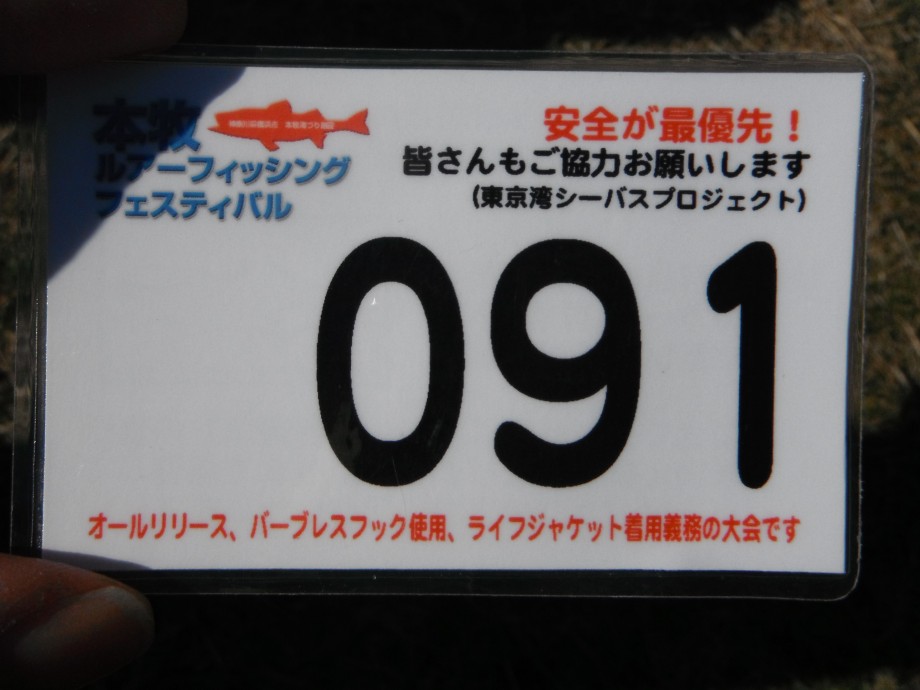 本牧
ルアーフィッシング
フェスティバル
安全が最優先！
皆さんもご協力お願いします
(東京湾シーバスプロジェクト)
091
オールリリース、バーブレスフック使用、ライフジャケット着用義務の大会です